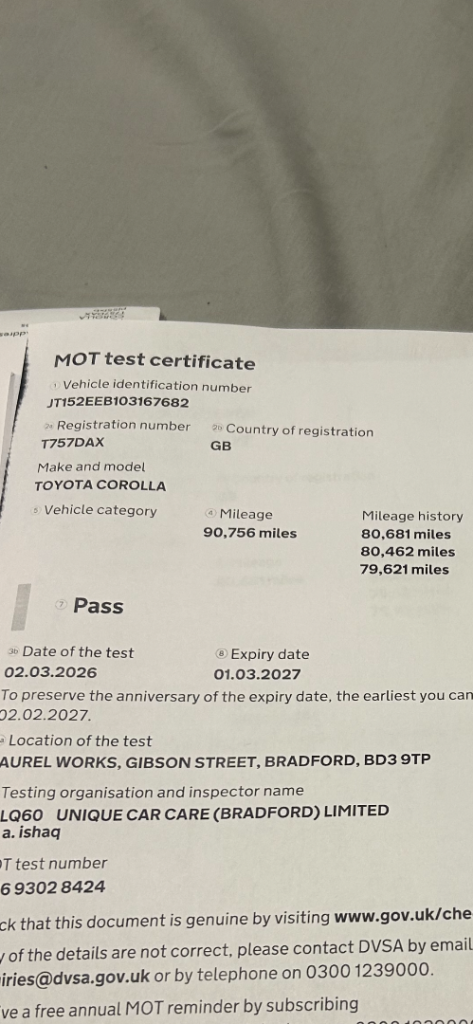 MOT test certificate
1 Vehicle identification number
JT152EEB103167682
Registration number
T757DAX
Country of registration
GB
Make and model
TOYOTA COROLLA
5 Vehicle category
4 Mileage
90,756 miles
Mileage history
80,681 miles
80,462 miles
79,621 miles
7 Pass
Date of the test
02.03.2026
8 Expiry date
01.03.2027
To preserve the anniversary of the expiry date, the earliest you can
02.02.2027.
Location of the test
AUREL WORKS, GIBSON STREET, BRADFORD, BD3 9TP
Testing organisation and inspector name
LQ60 UNIQUE CAR CARE (BRADFORD) LIMITED
a. ishaq
OT test number
6 9302 8424
ck that this document is genuine by visiting www.gov.uk/che
y of the details are not correct, please contact DVSA by email
iries@dvsa.gov.uk or by telephone on 0300 1239000.
ve a free annual MOT reminder by subscribing